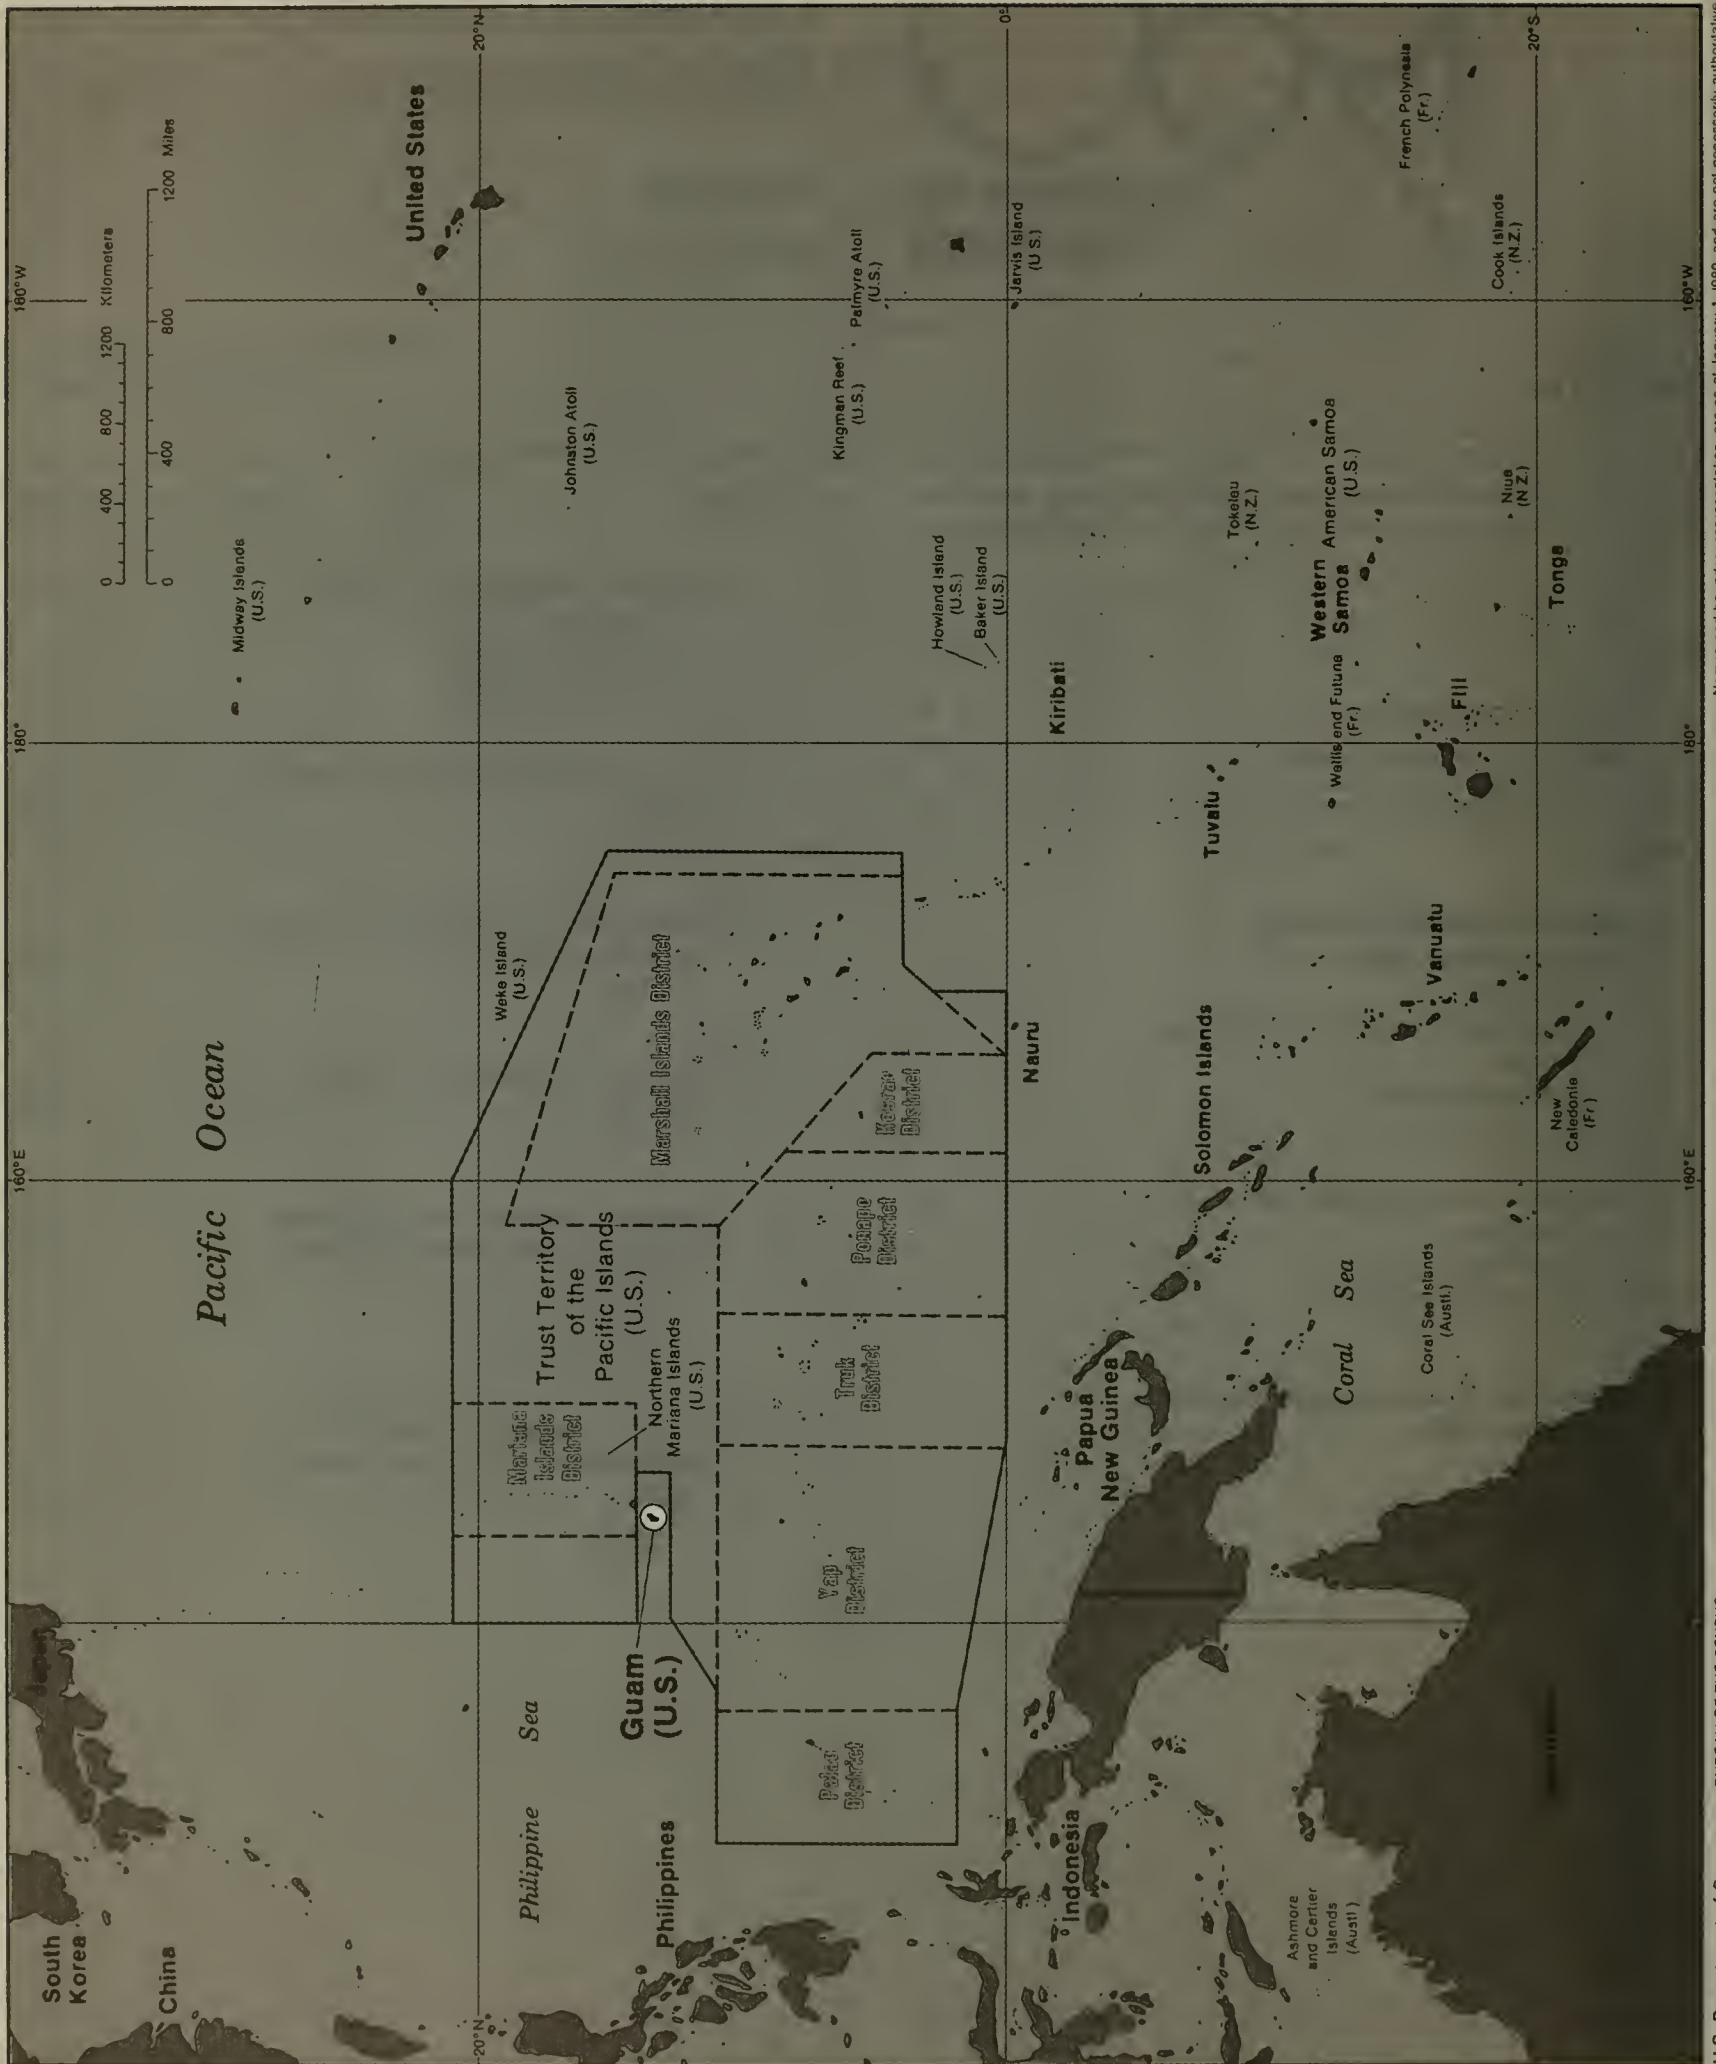 180°W
160°E
180°
20°N
0°
20°S
0 400 800 1200 Kilometers
0 400 800 1200 Miles
United States
Midway Islands
(U.S.)
Johnston Atoll
(U.S.)
Kingman Reef
(U.S.)
Palmyre Atoll
(U.S.)
Jarvis Island
(U.S.)
Howland Island
(U.S.)
Baker Island
(U.S.)
Kiribati
Tokelau
(N.Z.)
Western
Samoa
American Samoa
(U.S.)
Wallis and Futuna
(Fr.)
Niue
(N.Z.)
Cook Islands
(N.Z.)
French Polynesia
(Fr.)
Tonga
Fiji
Tuvalu
Vanuatu
New
Caledonia
(Fr.)
Solomon Islands
Nauru
Pacific Ocean
Wake Island
(U.S.)
Marshall Islands District
Kosrae
District
Ponape
District
Truk
District
Yap
District
Palau
District
Mariana
Islands
District
Trust Territory
of the
Pacific Islands
(U.S.)
Northern
Mariana Islands
(U.S.)
Guam
(U.S.)
Philippine Sea
Philippines
South
Korea
Japan
China
20°N
Papua
New Guinea
Indonesia
Coral Sea
Coral Sea Islands
(Austl.)
Ashmore
and Cartier
Islands
(Austl.)
180°E
180°
160°W